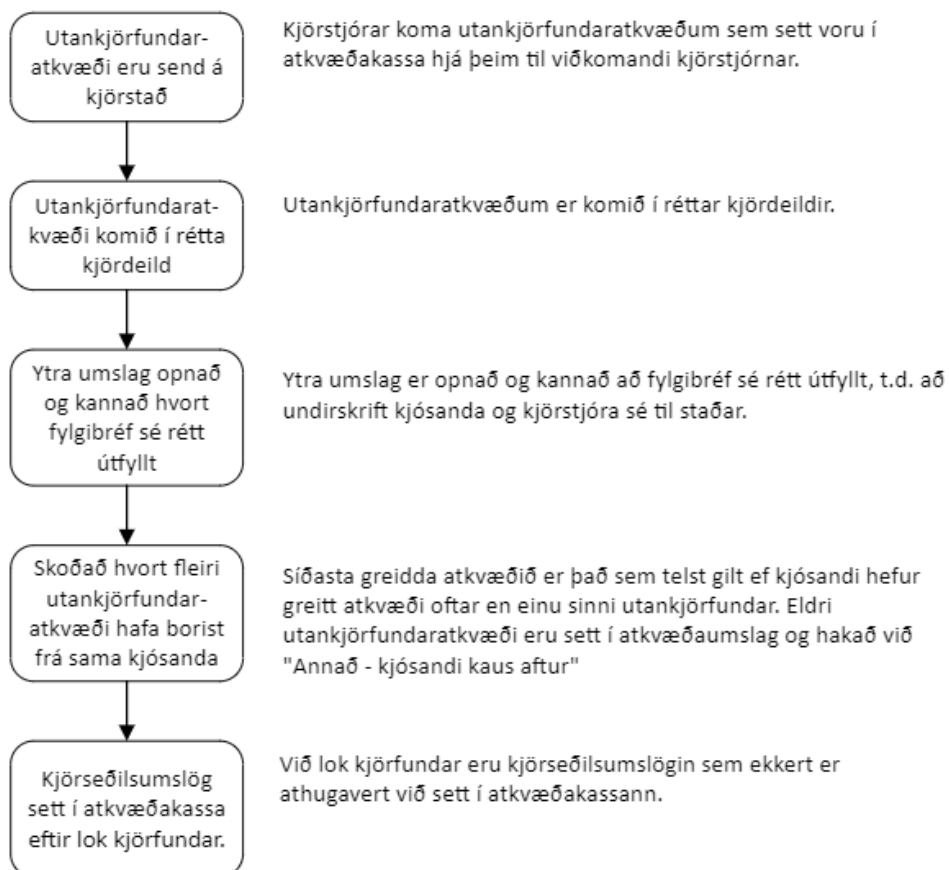 Utankjörfundar-
atkvæði eru send á
kjörstað
Kjörstjórar koma utankjörfundaratkvæðum sem sett voru í
atkvæðakassa hjá þeim til viðkomandi kjörstjórnar.
Utankjörfundarat-
kvæði komið í rétta
kjördeild
Utankjörfundaratkvæðum er komið í réttar kjördeildir.
Ytra umslag opnað
og kannað hvort
fylgibréf sé rétt
útfyllt
Ytra umslag er opnað og kannað að fylgibréf sé rétt útfyllt, t.d. að
undirskrift kjósanda og kjörstjóra sé til staðar.
Skoðað hvort fleiri
utankjörfundar-
atkvæði hafa borist
frá sama kjósanda
Síðasta greidda atkvæðið er það sem telst gilt ef kjósandi hefur
greitt atkvæði oftar en einu sinni utankjörfundar. Eldri
utankjörfundaratkvæði eru sett í atkvæðaumslag og hakað við
"Annað - kjósandi kaus aftur"
Kjörseðilsumslög
sett í atkvæðakassa
eftir lok kjörfundar.
Við lok kjörfundar eru kjörseðilsumslögin sem ekkert er
athugavert við sett í atkvæðakassann.